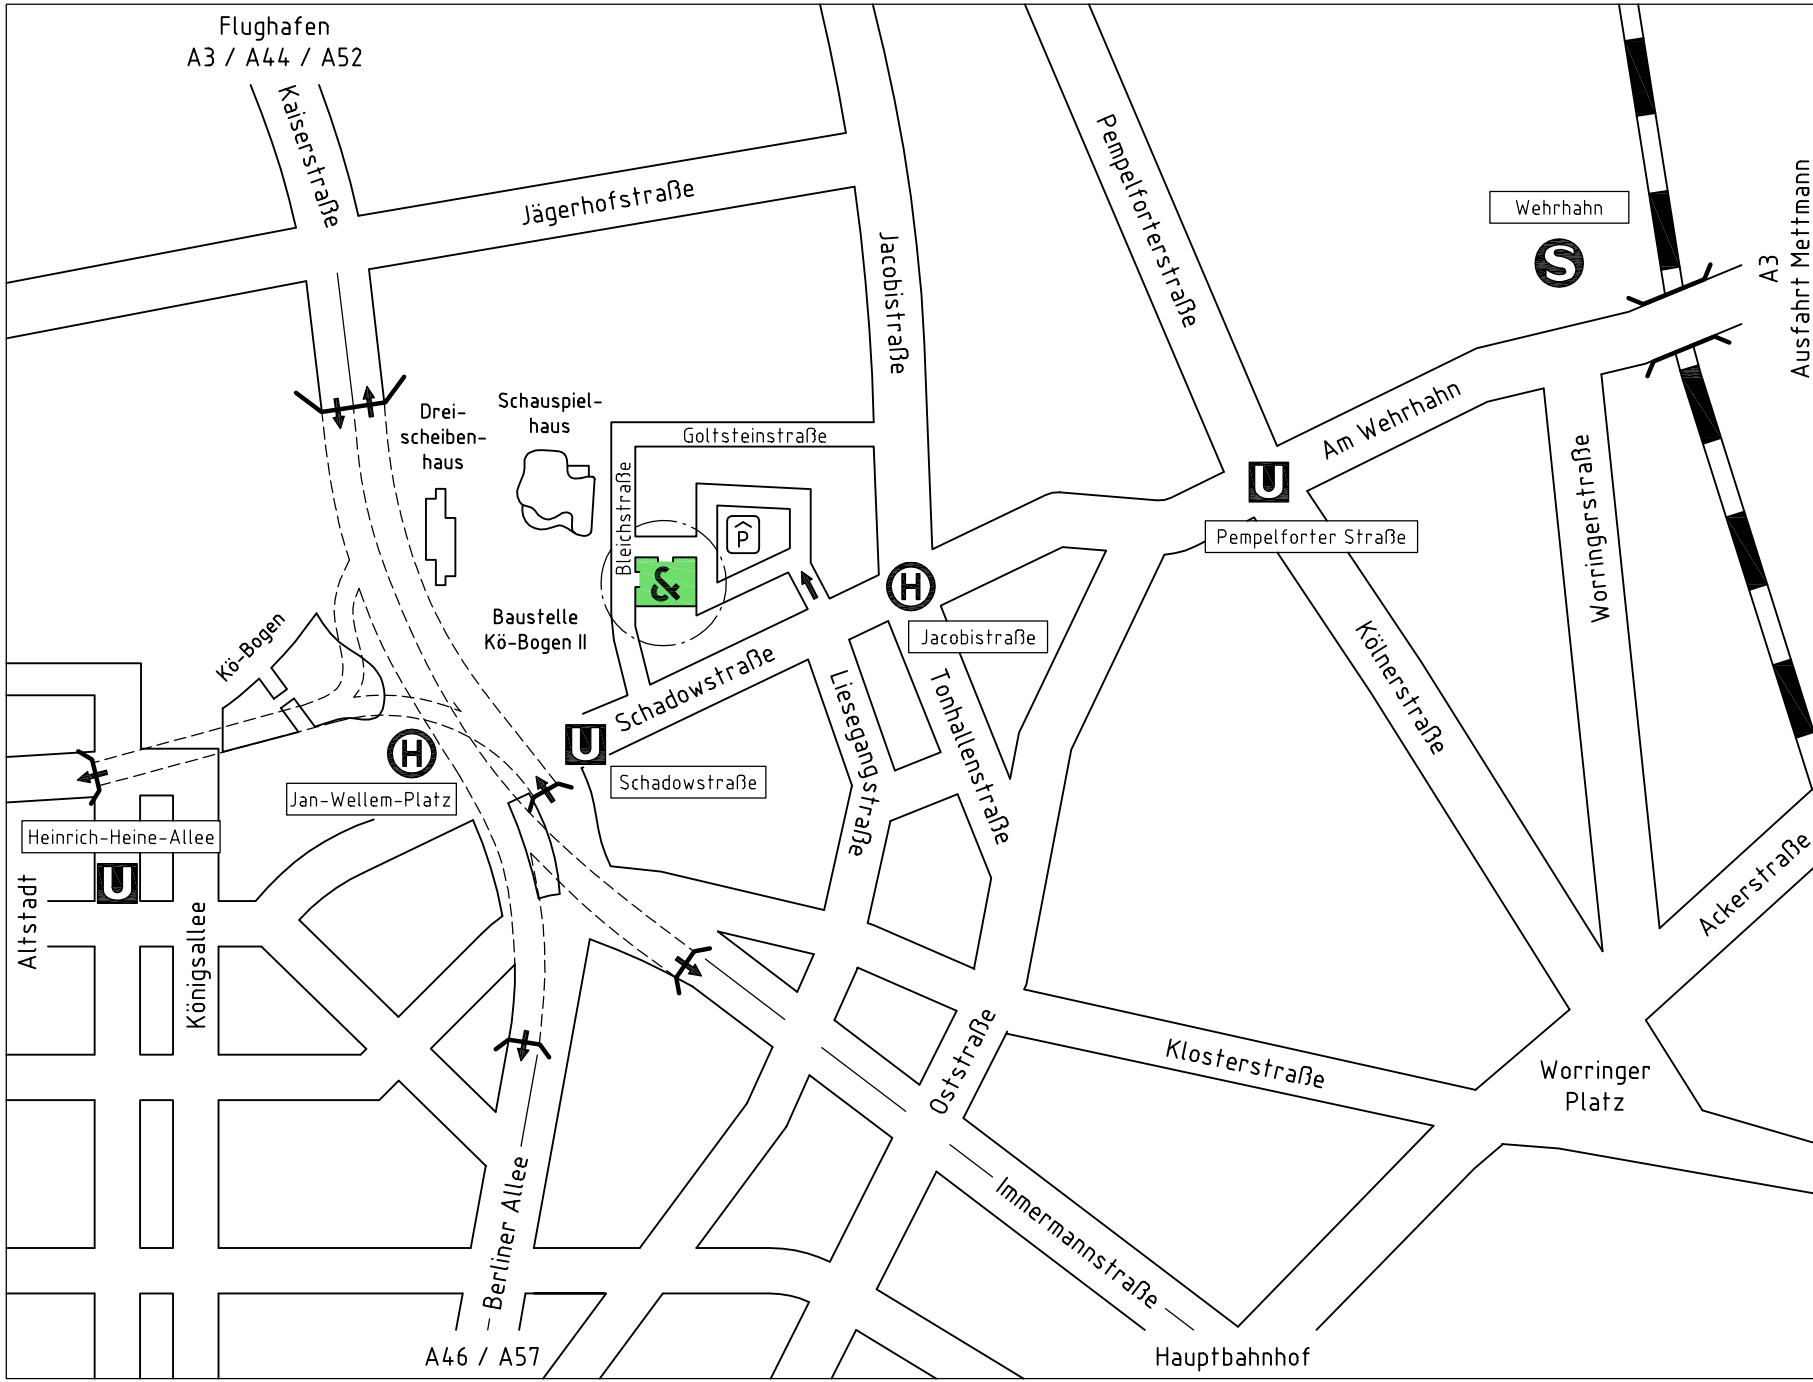 Flughafen
A3 / A44 / A52
Kaiserstraße
Jägerhofstraße
Jacobistraße
Pempelforterstraße
Wehrhahn
S
A3
Ausfahrt Mettmann
Drei-
scheiben-
haus
Schauspiel-
haus
Goltsteinstraße
Bleichstraße
P
&
Am Wehrhahn
U
Pempelforter Straße
Worringerstraße
H
Jacobistraße
Baustelle
Kö-Bogen II
Kö-Bogen
Schadowstraße
U
Schadowstraße
H
Jan-Wellem-Platz
Liesegangstraße
Tonhallenstraße
Kölnerstraße
Heinrich-Heine-Allee
U
Altstadt
Königsallee
Ackerstraße
Oststraße
Klosterstraße
Worringer
Platz
Berliner Allee
Immermannstraße
A46 / A57
Hauptbahnhof